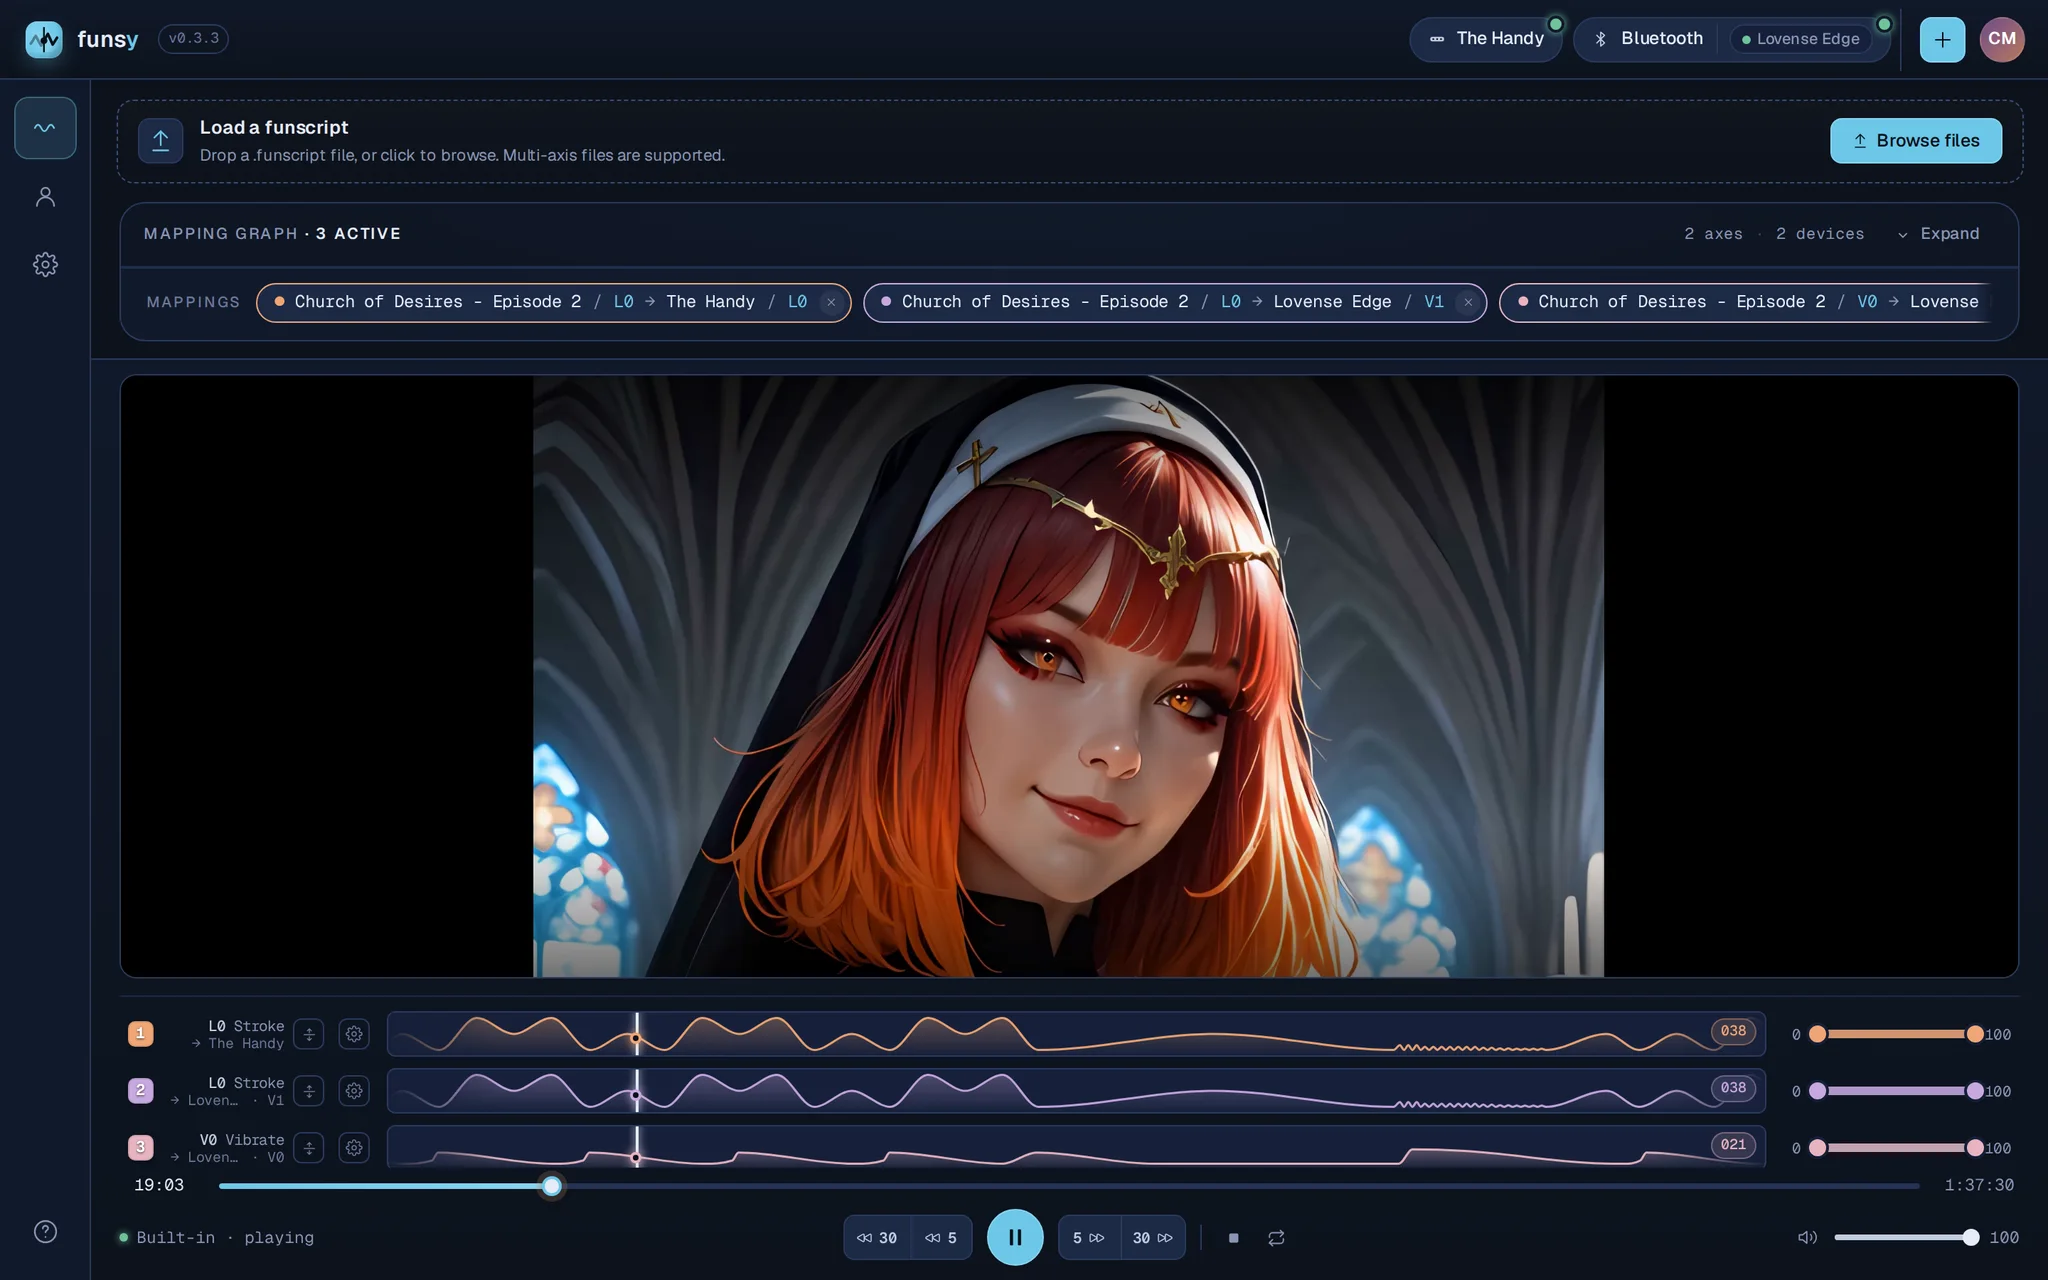 funsy v0.3.3 The Handy Bluetooth Lovense Edge + CM
Load a funscript
Drop a .funscript file, or click to browse. Multi-axis files are supported.
Browse files
MAPPING GRAPH · 3 ACTIVE 2 axes · 2 devices Expand
MAPPINGS Church of Desires - Episode 2 / L0 → The Handy / L0 × Church of Desires - Episode 2 / L0 → Lovense Edge / V1 × Church of Desires - Episode 2 / V0 → Lovense
1 L0 Stroke 038 0 100
→ The Handy
2 L0 Stroke 038 0 100
→ Loven… · V1
3 V0 Vibrate 021 0 100
→ Loven… · V0
19:03 1:37:30
Built-in · playing 30 5 5 30 100